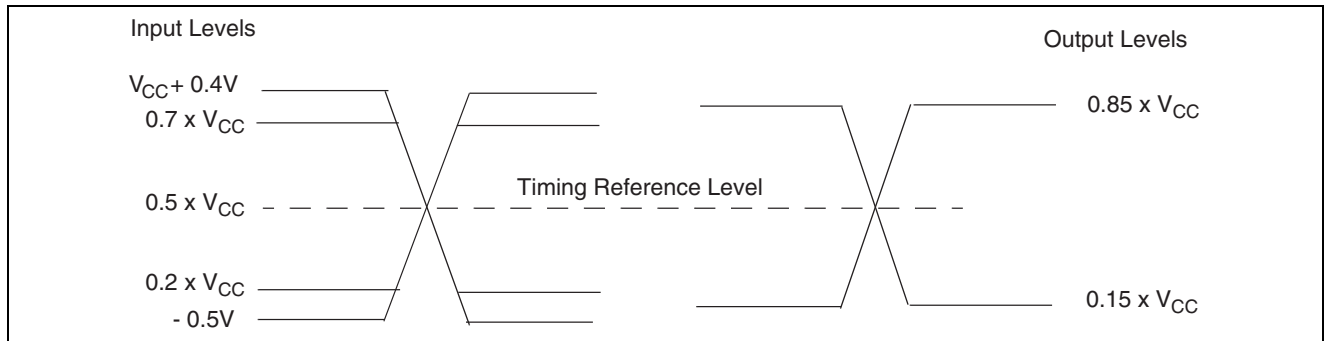 Input Levels
Output Levels
VCC + 0.4V
0.7 x VCC
0.85 x VCC
Timing Reference Level
0.5 x VCC
0.2 x VCC
0.15 x VCC
- 0.5V